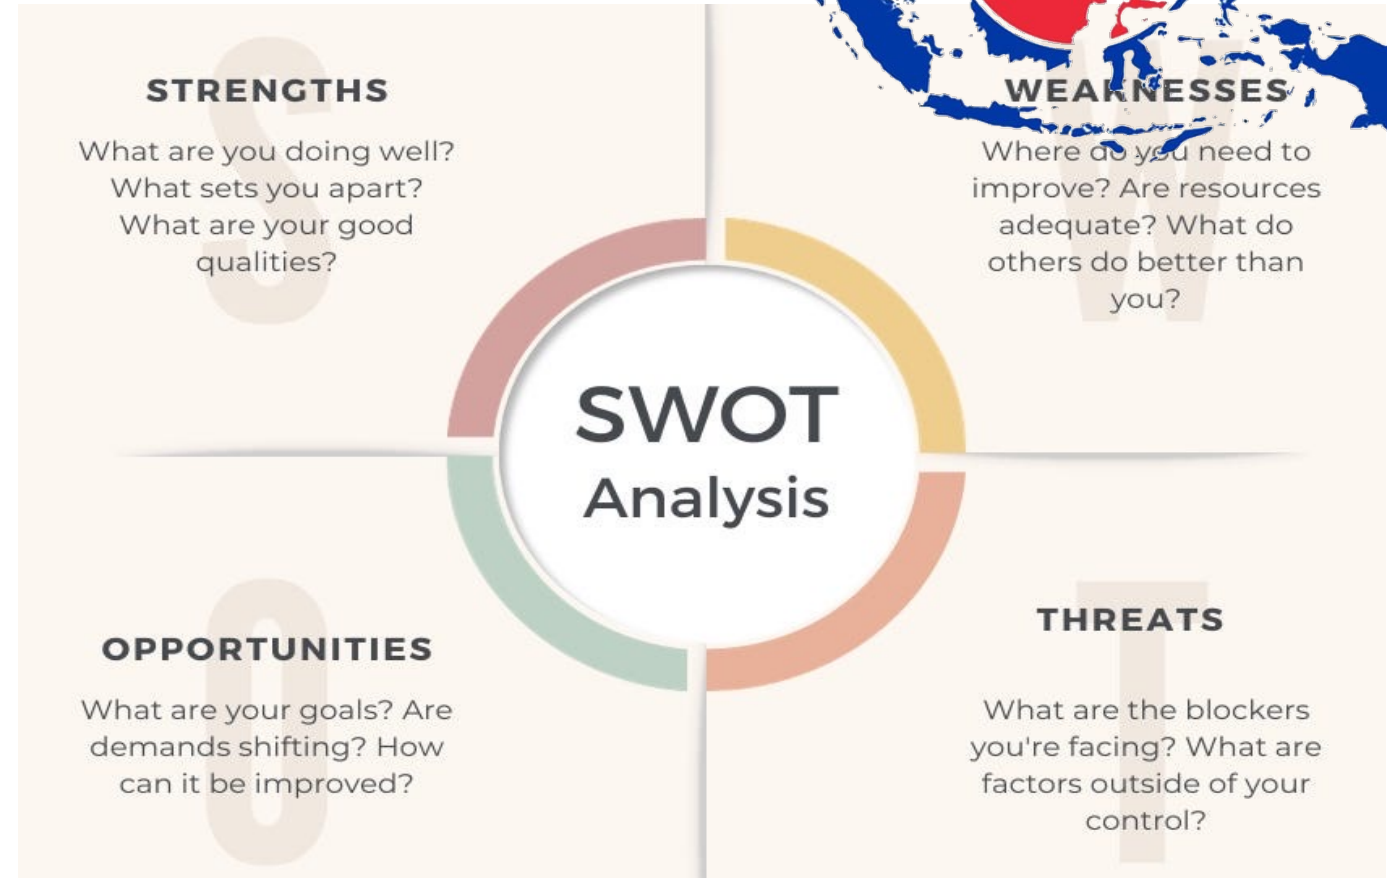 STRENGTHS
What are you doing well?
What sets you apart?
What are your good
qualities?
WEAKNESSES
Where do you need to
improve? Are resources
adequate? What do
others do better than
you?
SWOT
Analysis
OPPORTUNITIES
What are your goals? Are
demands shifting? How
can it be improved?
THREATS
What are the blockers
you're facing? What are
factors outside of your
control?
S
W
O
T